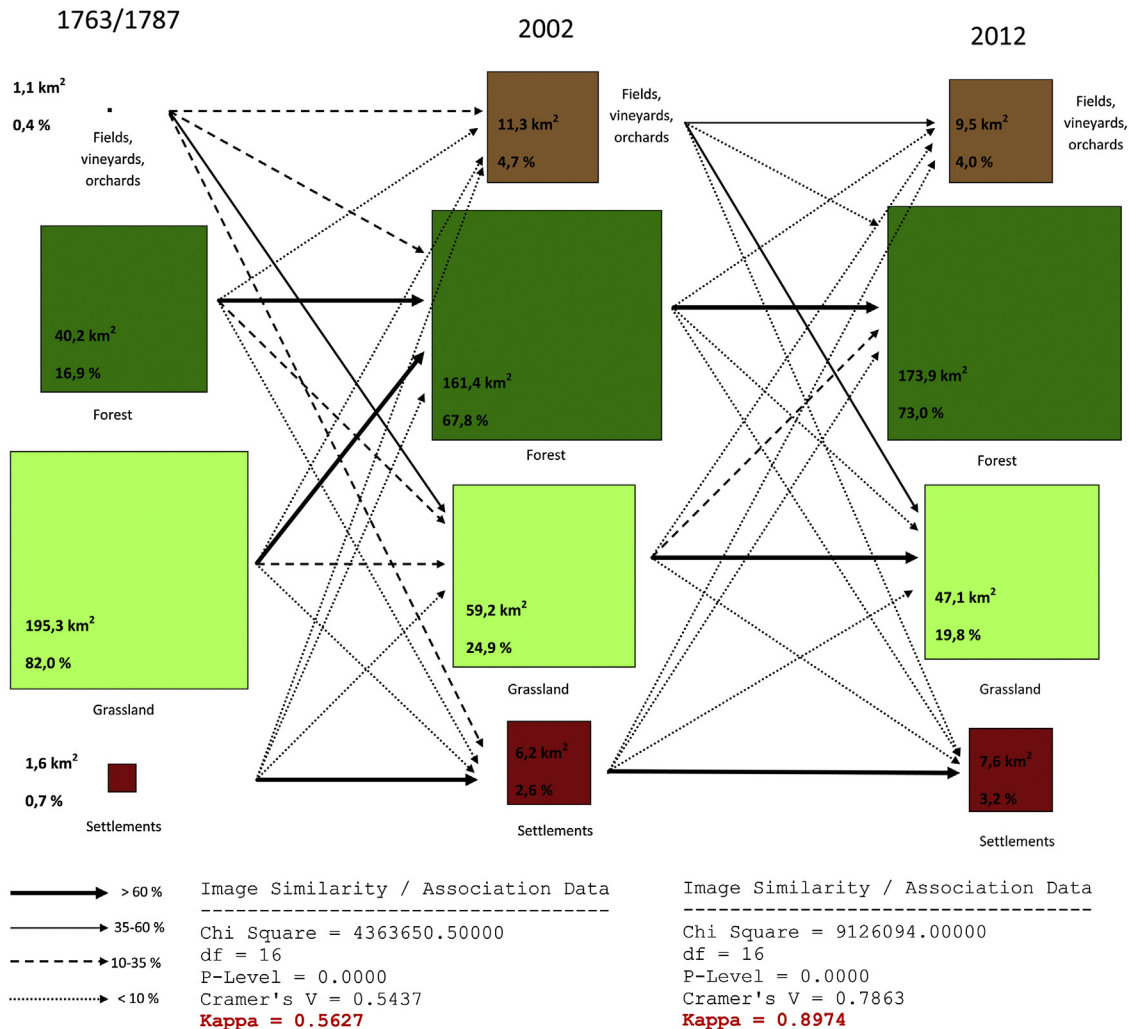 1763/1787
2002
2012
1,1 km²
0,4 %
Fields,
vineyards,
orchards
11,3 km²
4,7 %
Fields,
vineyards,
orchards
9,5 km²
4,0 %
Fields,
vineyards,
orchards
40,2 km²
16,9 %
Forest
161,4 km²
67,8 %
Forest
173,9 km²
73,0 %
Forest
195,3 km²
82,0 %
Grassland
59,2 km²
24,9 %
Grassland
47,1 km²
19,8 %
Grassland
1,6 km²
0,7 %
Settlements
6,2 km²
2,6 %
Settlements
7,6 km²
3,2 %
Settlements
> 60 %
35-60 %
10-35 %
< 10 %
Image Similarity / Association Data
-----------------------------------
Chi Square = 4363650.50000
df = 16
P-Level = 0.0000
Cramer's V = 0.5437
Kappa = 0.5627
Image Similarity / Association Data
-----------------------------------
Chi Square = 9126094.00000
df = 16
P-Level = 0.0000
Cramer's V = 0.7863
Kappa = 0.8974